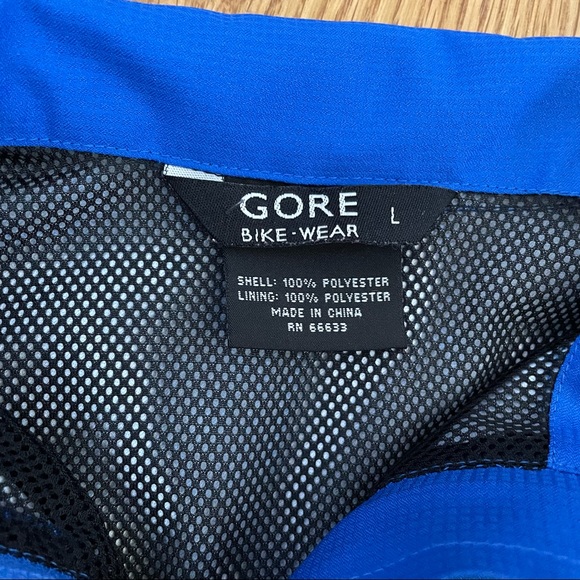 GORE
BIKE·WEAR
L
SHELL: 100% POLYESTER
LINING: 100% POLYESTER
MADE IN CHINA
RN 66633